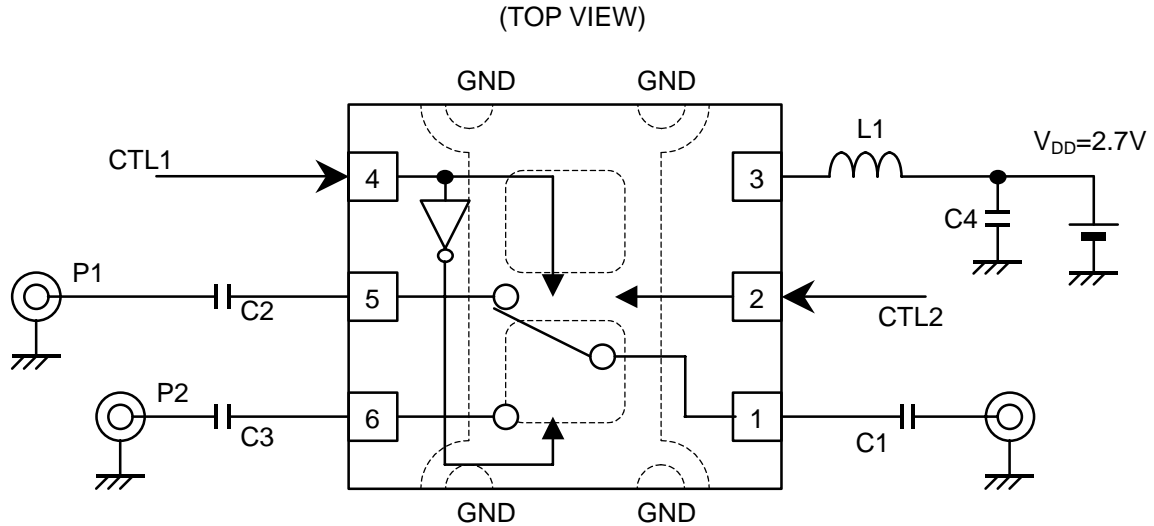 (TOP VIEW)
GND GND
CTL1
4
3
L1
V_DD=2.7V
C4
P1
C2
5
2
CTL2
P2
C3
6
1
C1
GND GND